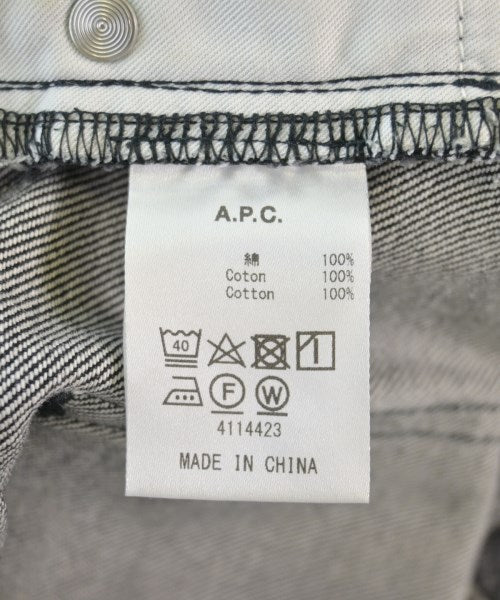 A.P.C.
綿 100%
Coton 100%
Cotton 100%
40
F W
4114423
MADE IN CHINA